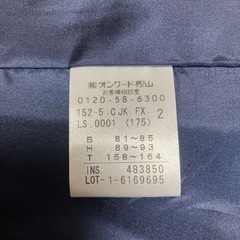 ㈱オンワード樫山
お客様相談室
0120-58-6300
152-5.CJK.FX. 2
LS.0001 (175)
B 81～85
H 89～93
T 158～164
INS. 483850
LOT-1-6169695